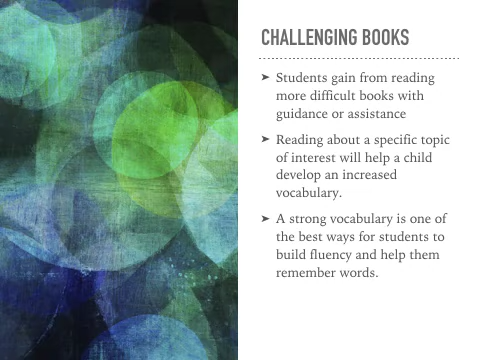 CHALLENGING BOOKS
➤ Students gain from reading
more difficult books with
guidance or assistance
➤ Reading about a specific topic
of interest will help a child
develop an increased
vocabulary.
➤ A strong vocabulary is one of
the best ways for students to
build fluency and help them
remember words.